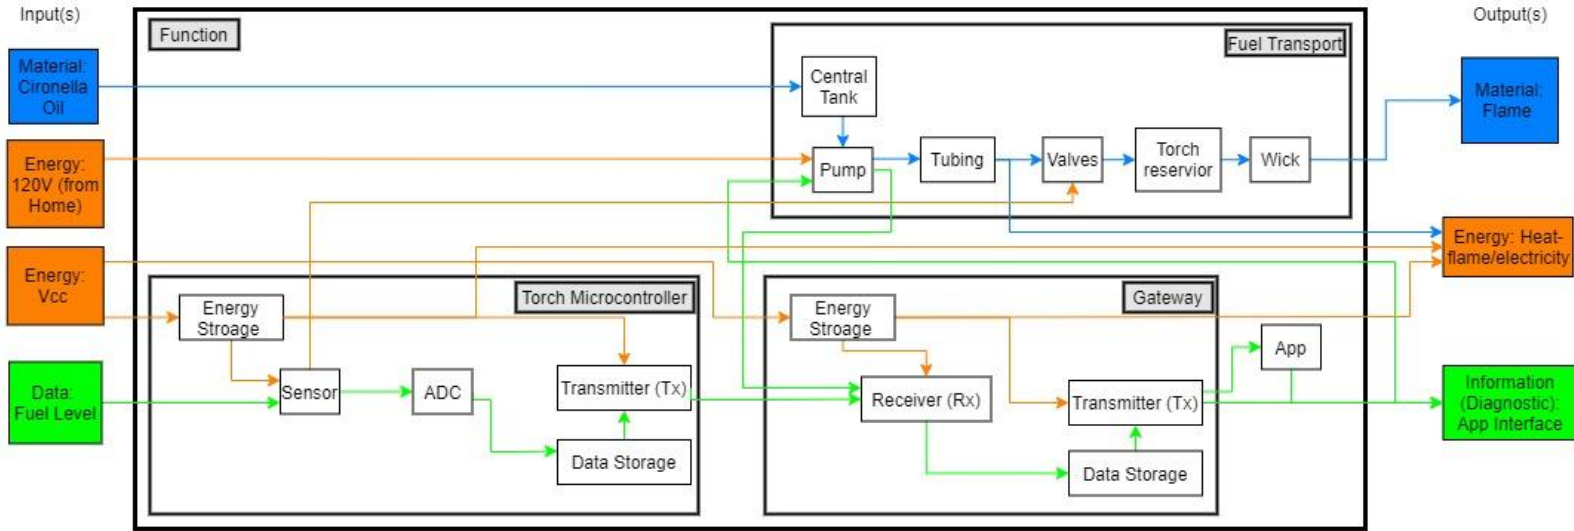 Input(s)
Output(s)
Function
Fuel Transport
Material:
Cironella
Oil
Central
Tank
Material:
Flame
Energy:
120V (from
Home)
Pump
Tubing
Valves
Torch
reservior
Wick
Energy: Heat-
flame/electricity
Energy:
Vcc
Torch Microcontroller
Gateway
Energy
Stroage
Energy
Stroage
App
Data:
Fuel Level
Sensor
ADC
Transmitter (Tx)
Receiver (Rx)
Transmitter (Tx)
Information
(Diagnostic):
App Interface
Data Storage
Data Storage